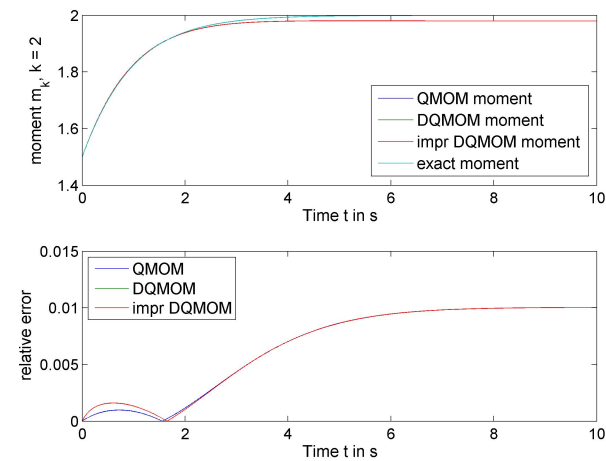 2
1.8
1.6
1.4
moment mk, k = 2
QMOM moment
DQMOM moment
impr DQMOM moment
exact moment
0 2 4 6 8 10
Time t in s
0.015
0.01
0.005
0
relative error
QMOM
DQMOM
impr DQMOM
0 2 4 6 8 10
Time t in s